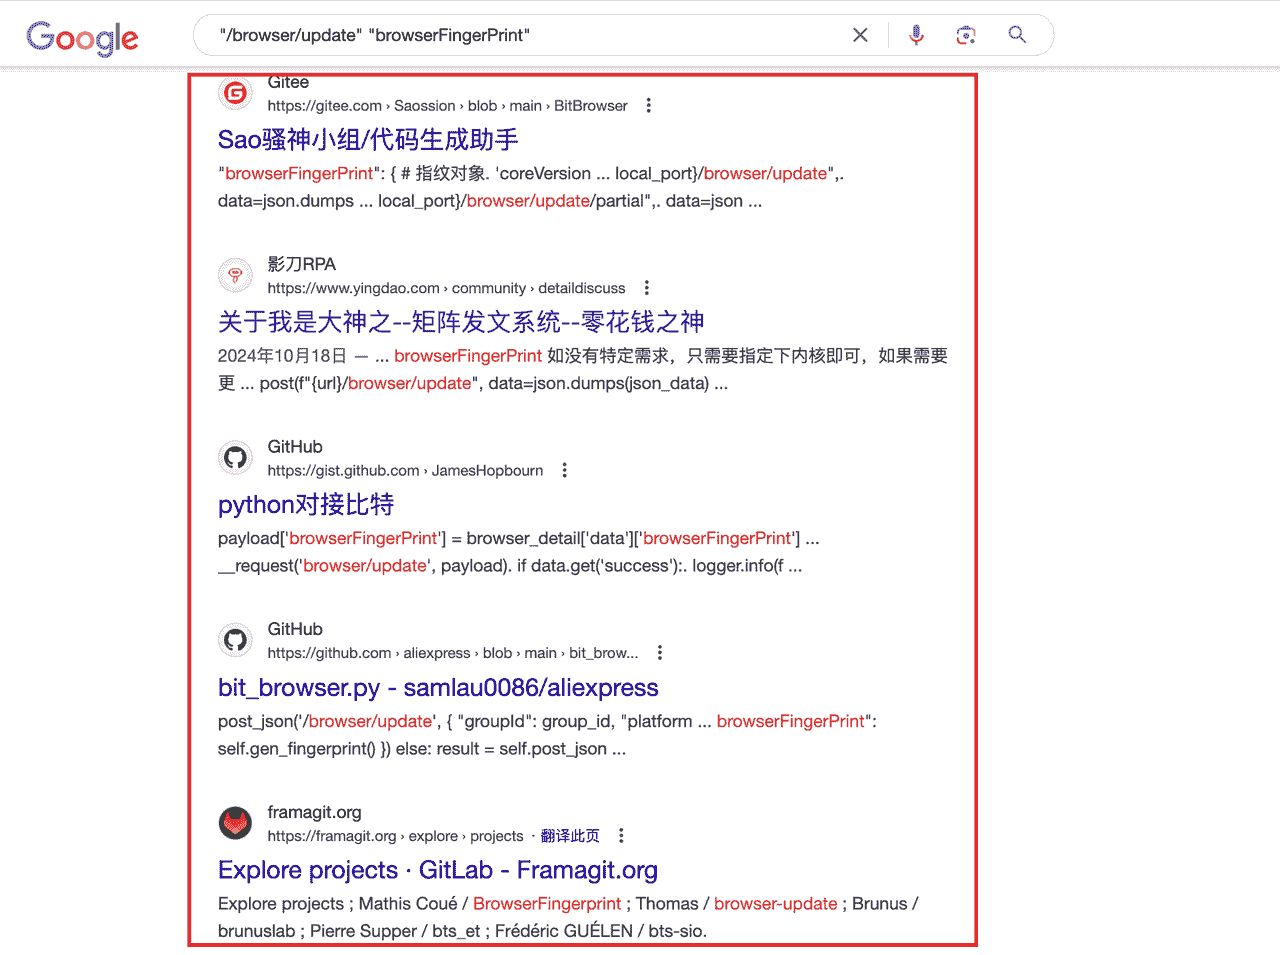 Google
"/browser/update" "browserFingerPrint"
Gitee
https://gitee.com › Saossion › blob › main › BitBrowser
Sao骚神小组/代码生成助手
"browserFingerPrint": { # 指纹对象. 'coreVersion ... local_port}/browser/update",.
data=json.dumps ... local_port}/browser/update/partial",. data=json ...
影刀RPA
https://www.yingdao.com › community › detaildiscuss
关于我是大神之--矩阵发文系统--零花钱之神
2024年10月18日 — ... browserFingerPrint 如没有特定需求，只需要指定下内核即可，如果需要
更 ... post(f"{url}/browser/update", data=json.dumps(json_data) ...
GitHub
https://gist.github.com › JamesHopbourn
python对接比特
payload['browserFingerPrint'] = browser_detail['data']['browserFingerPrint'] ...
__request('browser/update', payload). if data.get('success'):. logger.info(f ...
GitHub
https://github.com › aliexpress › blob › main › bit_brow...
bit_browser.py - samlau0086/aliexpress
post_json('/browser/update', { "groupId": group_id, "platform ... browserFingerPrint":
self.gen_fingerprint() }) else: result = self.post_json ...
framagit.org
https://framagit.org › explore › projects · 翻译此页
Explore projects · GitLab - Framagit.org
Explore projects ; Mathis Coué / BrowserFingerprint ; Thomas / browser-update ; Brunus /
brunuslab ; Pierre Supper / bts_et ; Frédéric GUÉLEN / bts-sio.